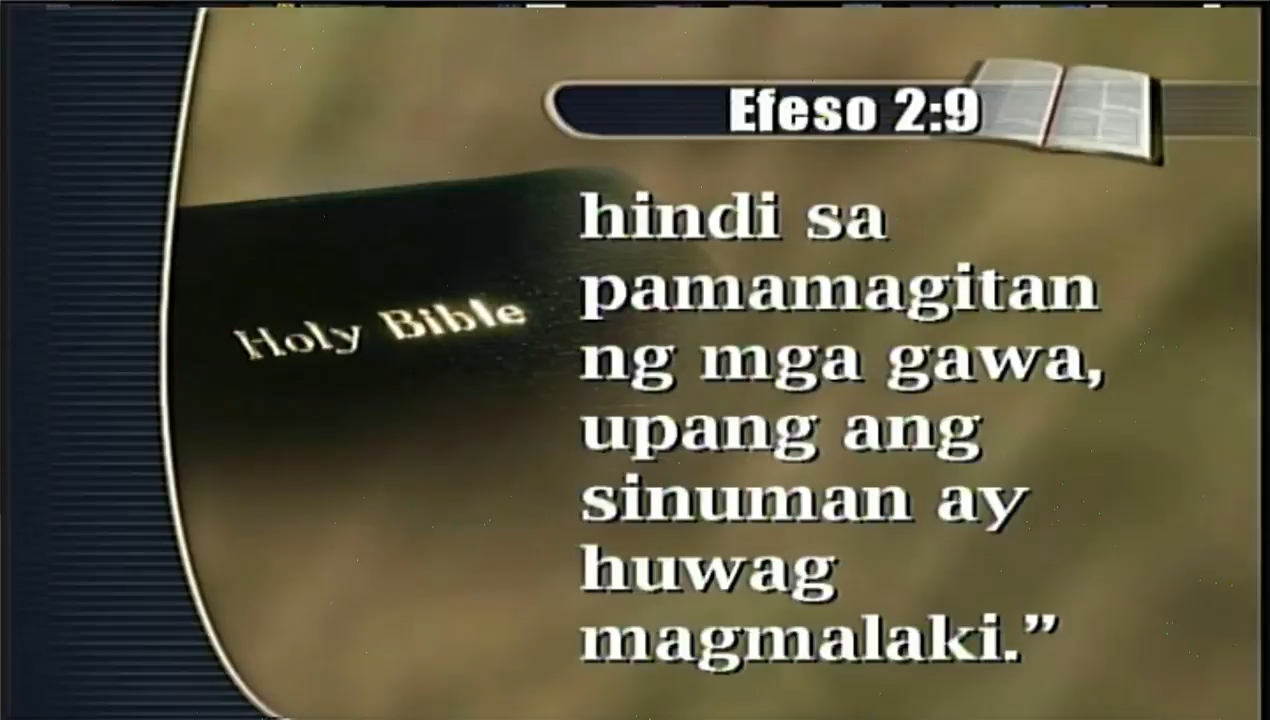 Efeso 2:9
Holy Bible
hindi sa
pamamagitan
ng mga gawa,
upang ang
sinuman ay
huwag
magmalaki.”